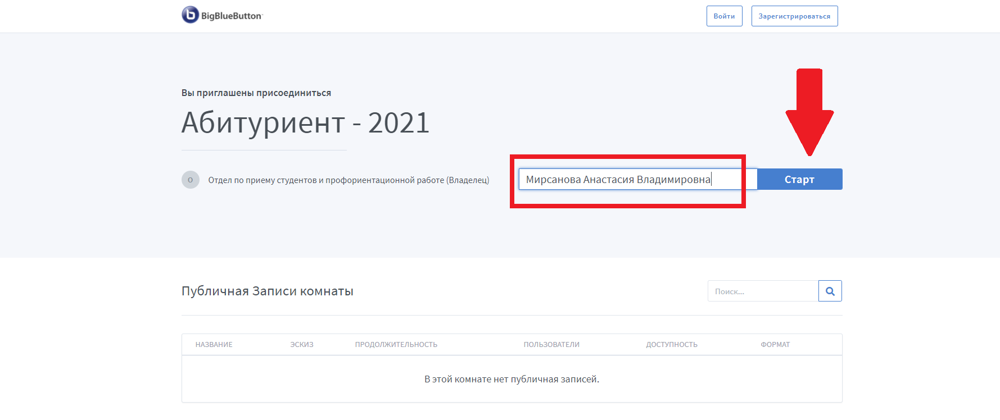 BigBlueButton™
Войти
Зарегистрироваться
Вы приглашены присоединиться
Абитуриент - 2021
О
Отдел по приему студентов и профориентационной работе (Владелец)
Мирсанова Анастасия Владимировна
Старт
Публичная Записи комнаты
Поиск...
НАЗВАНИЕ ЭСКИЗ ПРОДОЛЖИТЕЛЬНОСТЬ ПОЛЬЗОВАТЕЛИ ДОСТУПНОСТЬ ФОРМАТ
В этой комнате нет публичная записей.